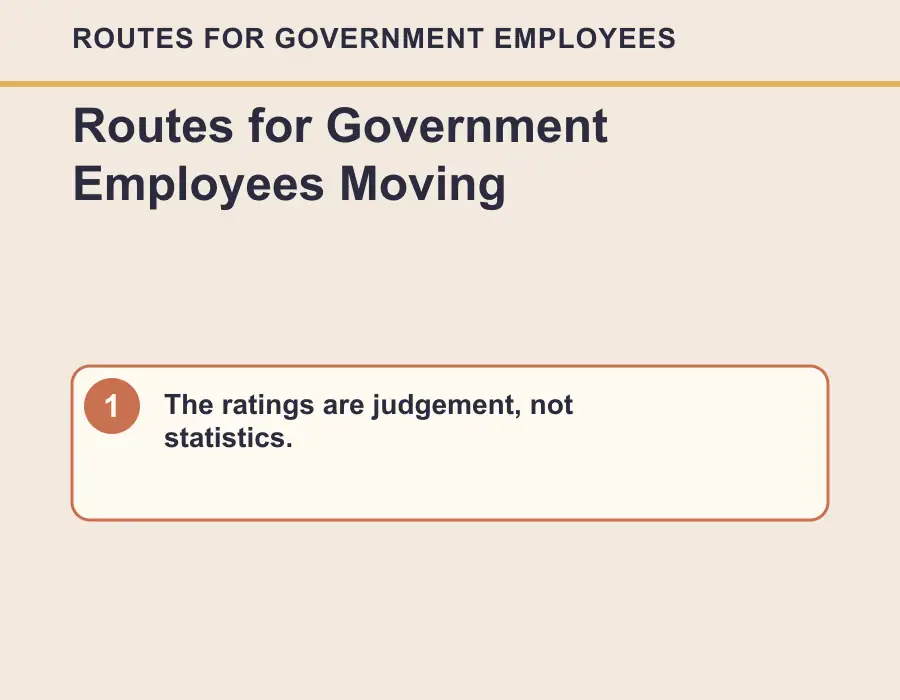 ROUTES FOR GOVERNMENT EMPLOYEES
Routes for Government
Employees Moving
1
The ratings are judgement, not
statistics.